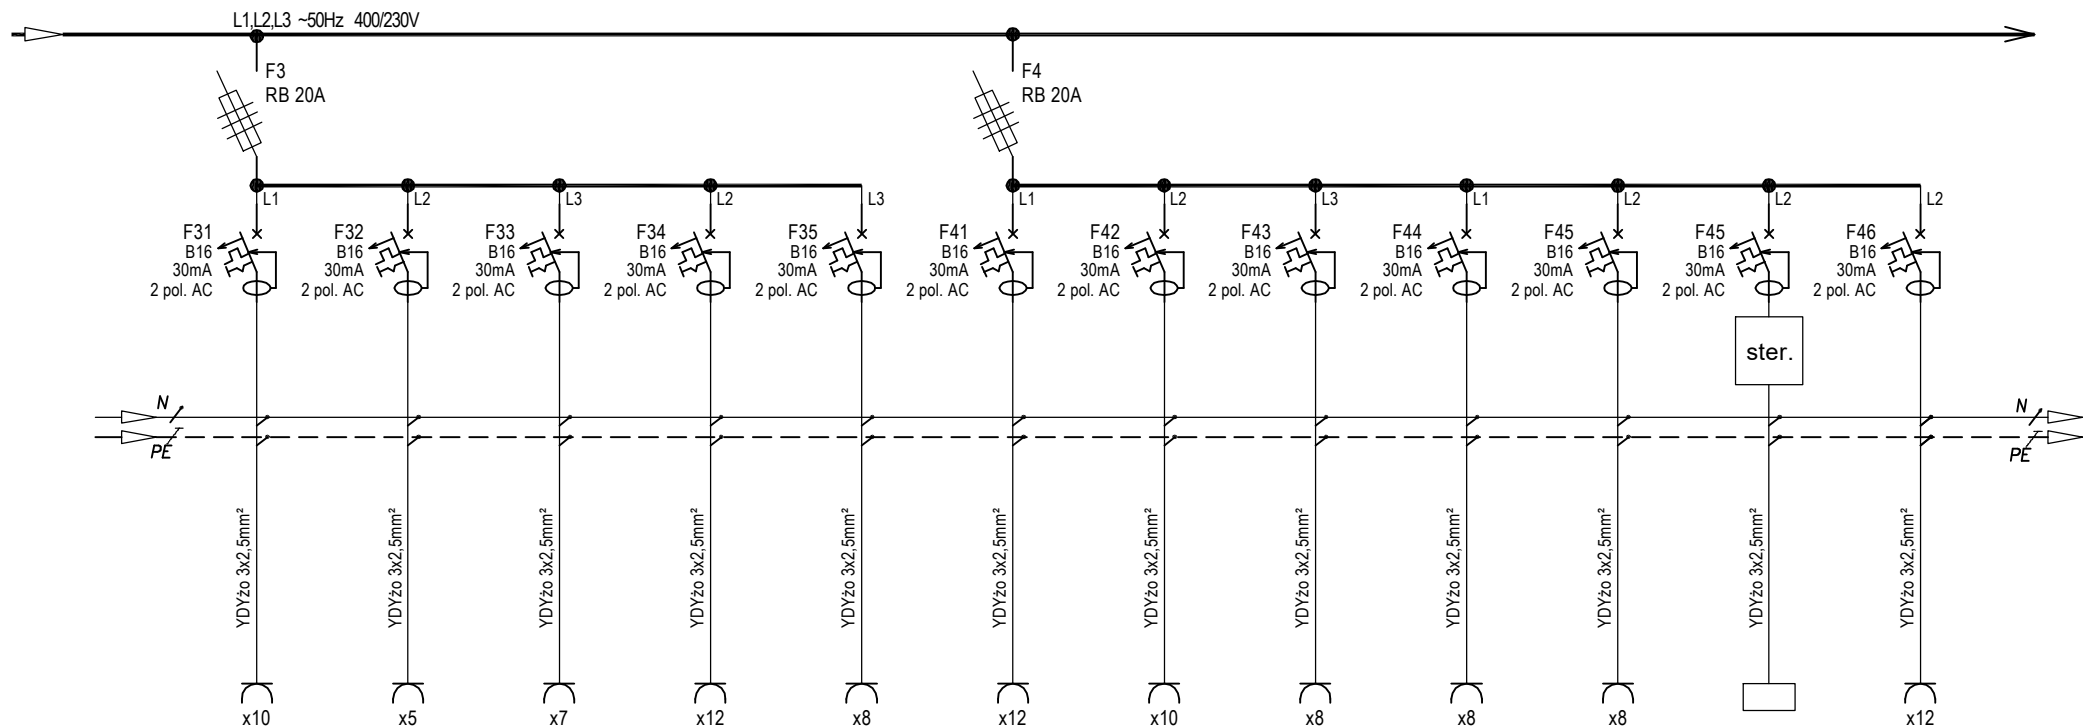 L1,L2,L3 ~50Hz 400/230V
F3
RB 20A
F4
RB 20A
L1
L2
L3
L2
L3
L1
L2
L3
L1
L2
L2
L2
F31
B16
30mA
2 pol. AC
F32
B16
30mA
2 pol. AC
F33
B16
30mA
2 pol. AC
F34
B16
30mA
2 pol. AC
F35
B16
30mA
2 pol. AC
F41
B16
30mA
2 pol. AC
F42
B16
30mA
2 pol. AC
F43
B16
30mA
2 pol. AC
F44
B16
30mA
2 pol. AC
F45
B16
30mA
2 pol. AC
F45
B16
30mA
2 pol. AC
F46
B16
30mA
2 pol. AC
ster.
N
PE
N
PE
YDYżo 3x2,5mm²
YDYżo 3x2,5mm²
YDYżo 3x2,5mm²
YDYżo 3x2,5mm²
YDYżo 3x2,5mm²
YDYżo 3x2,5mm²
YDYżo 3x2,5mm²
YDYżo 3x2,5mm²
YDYżo 3x2,5mm²
YDYżo 3x2,5mm²
YDYżo 3x2,5mm²
YDYżo 3x2,5mm²
x10
x5
x7
x12
x8
x12
x10
x8
x8
x8
x12